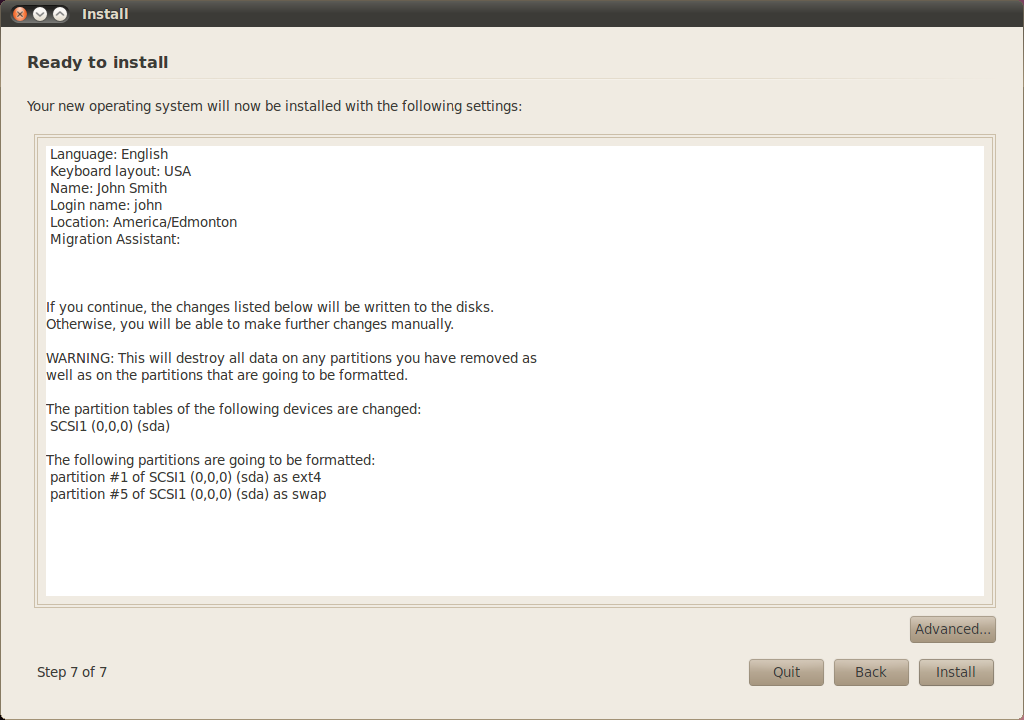 Install
Ready to install
Your new operating system will now be installed with the following settings:
Language: English
Keyboard layout: USA
Name: John Smith
Login name: john
Location: America/Edmonton
Migration Assistant:
If you continue, the changes listed below will be written to the disks.
Otherwise, you will be able to make further changes manually.
WARNING: This will destroy all data on any partitions you have removed as
well as on the partitions that are going to be formatted.
The partition tables of the following devices are changed:
SCSI1 (0,0,0) (sda)
The following partitions are going to be formatted:
partition #1 of SCSI1 (0,0,0) (sda) as ext4
partition #5 of SCSI1 (0,0,0) (sda) as swap
Advanced...
Step 7 of 7
Quit
Back
Install